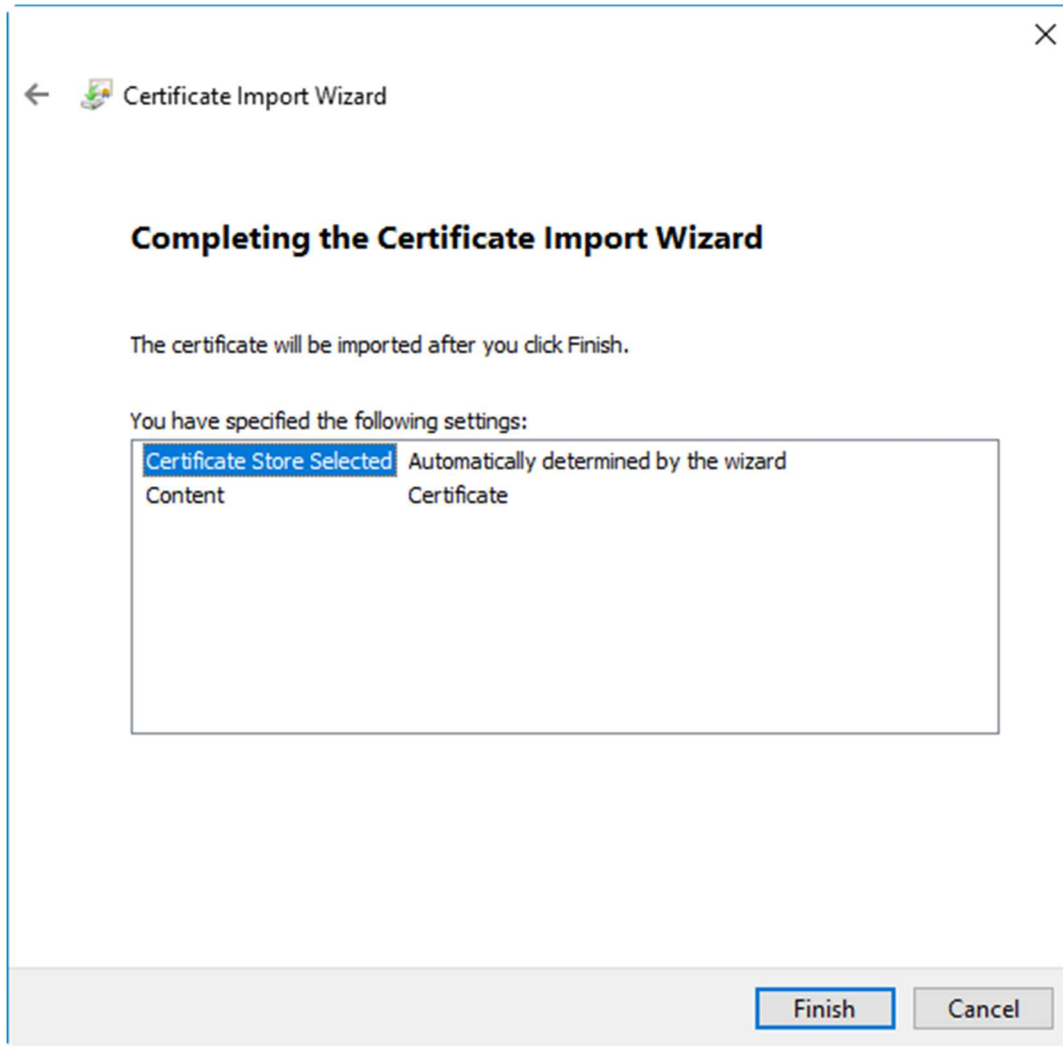 Certificate Import Wizard
Completing the Certificate Import Wizard
The certificate will be imported after you click Finish.
You have specified the following settings:
Certificate Store Selected Automatically determined by the wizard
Content Certificate
Finish Cancel